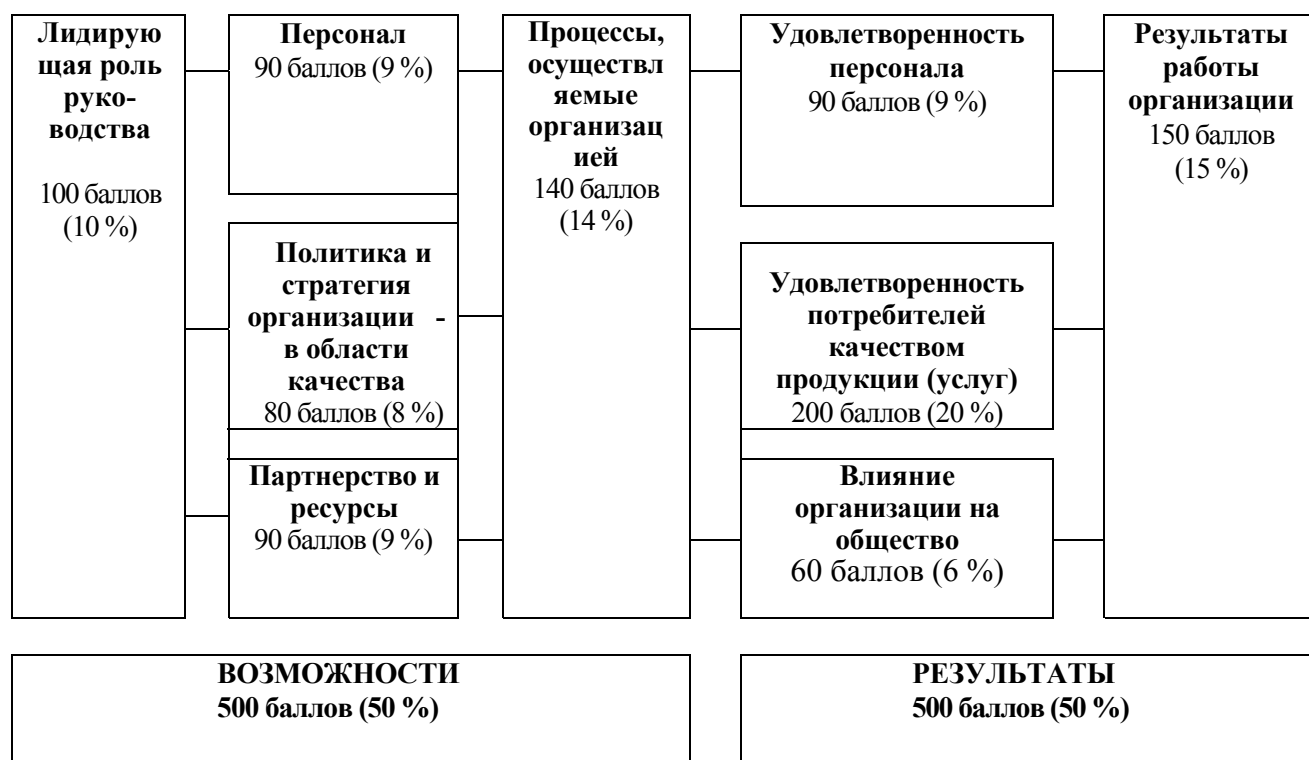 Лидирую
щая роль
руко-
водства
100 баллов
(10 %)
Персонал
90 баллов (9 %)
Политика и
стратегия
организации -
в области
качества
80 баллов (8 %)
Партнерство и
ресурсы
90 баллов (9 %)
Процессы,
осуществл
яемые
организац
ией
140 баллов
(14 %)
Удовлетворенность
персонала
90 баллов (9 %)
Удовлетворенность
потребителей
качеством
продукции (услуг)
200 баллов (20 %)
Влияние
организации на
общество
60 баллов (6 %)
Результаты
работы
организации
150 баллов
(15 %)
ВОЗМОЖНОСТИ
500 баллов (50 %)
РЕЗУЛЬТАТЫ
500 баллов (50 %)